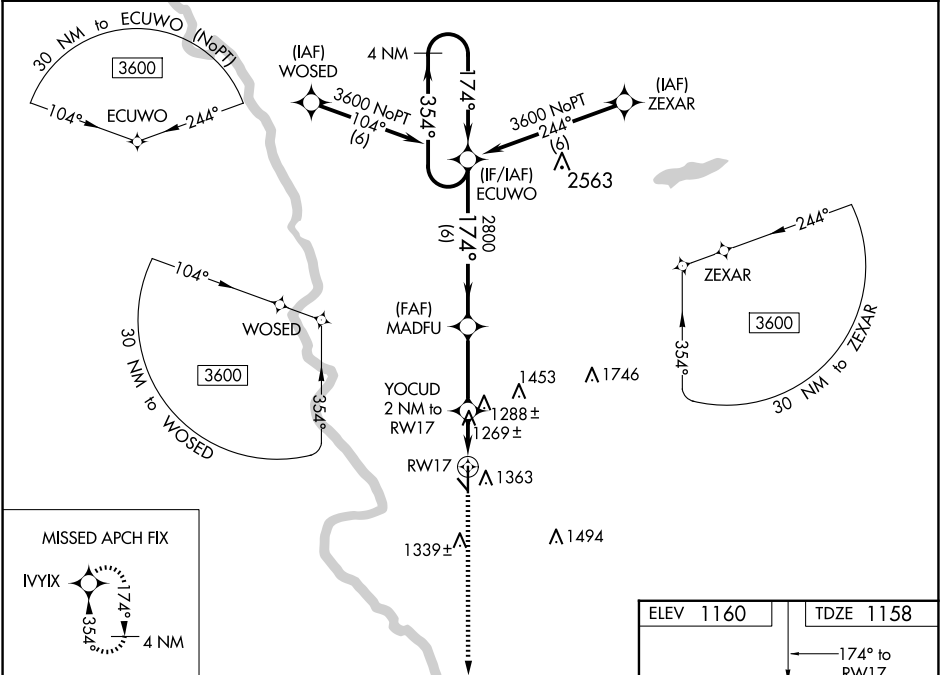 30 NM to ECUWO (NoPT)
3600
104°
244°
ECUWO
(IAF)
WOSED
3600 NoPT
104°
(6)
4 NM
354°
174°
(IAF)
ZEXAR
3600 NoPT
244°
(6)
2563
(IF/IAF)
ECUWO
2800
174°
(6)
104°
WOSED
3600
354°
30 NM to WOSED
244°
ZEXAR
3600
354°
30 NM to ZEXAR
(FAF)
MADFU
1453
1746
YOCUD
2 NM to
RW17
1288 ±
1269 ±
RW17
1363
1339 ±
1494
MISSED APCH FIX
IVYIX
174°
354°
4 NM
ELEV 1160
TDZE 1158
174° to
RW17